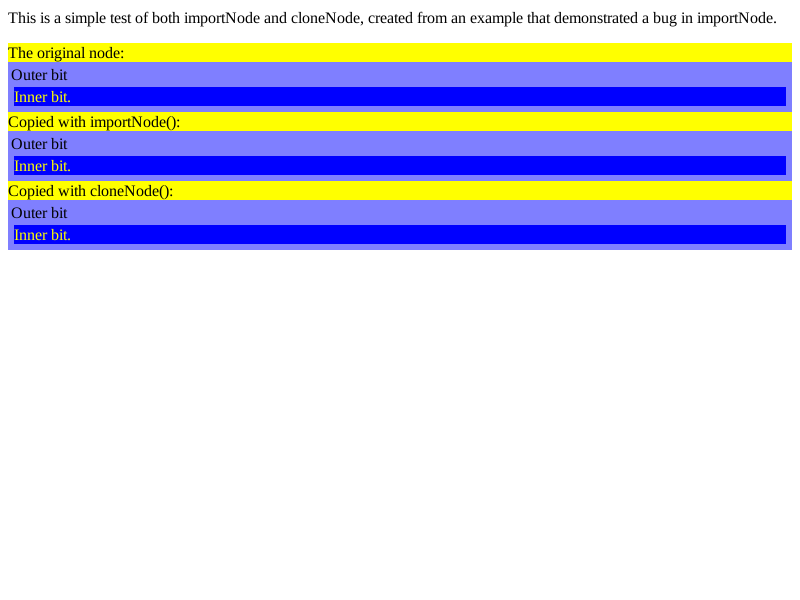 This is a simple test of both importNode and cloneNode, created from an example that demonstrated a bug in importNode.
The original node:
Outer bit
Inner bit.
Copied with importNode():
Outer bit
Inner bit.
Copied with cloneNode():
Outer bit
Inner bit.